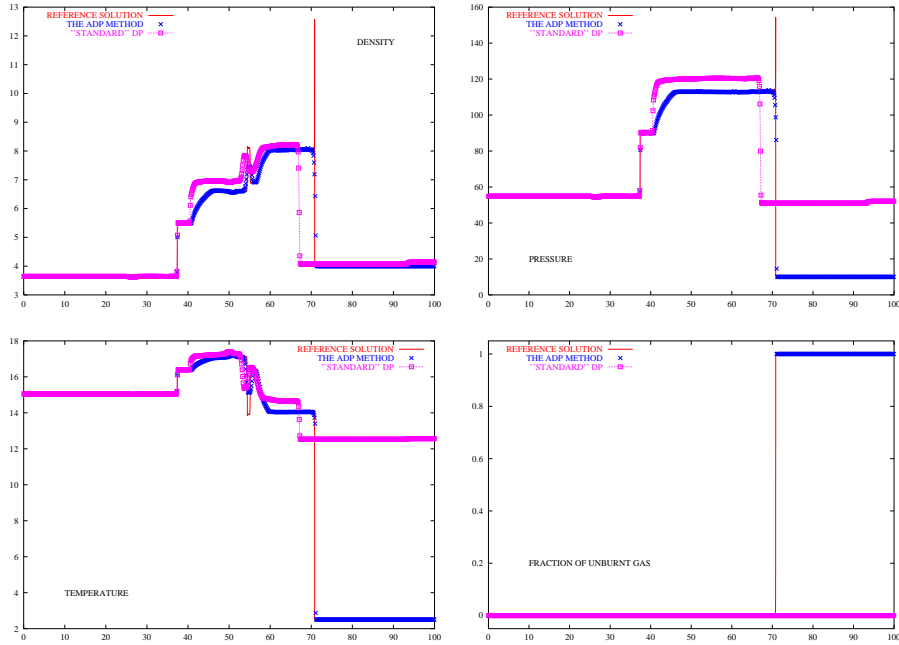 13
12
11
10
9
8
7
6
5
4
3
0 10 20 30 40 50 60 70 80 90 100
REFERENCE SOLUTION
THE ADP METHOD
"STANDARD" DP
DENSITY
160
140
120
100
80
60
40
20
0
0 10 20 30 40 50 60 70 80 90 100
REFERENCE SOLUTION
THE ADP METHOD
"STANDARD" DP
PRESSURE
18
16
14
12
10
8
6
4
2
0 10 20 30 40 50 60 70 80 90 100
REFERENCE SOLUTION
THE ADP METHOD
"STANDARD" DP
TEMPERATURE
1
0.8
0.6
0.4
0.2
0
0 10 20 30 40 50 60 70 80 90 100
REFERENCE SOLUTION
THE ADP METHOD
"STANDARD" DP
FRACTION OF UNBURNT GAS